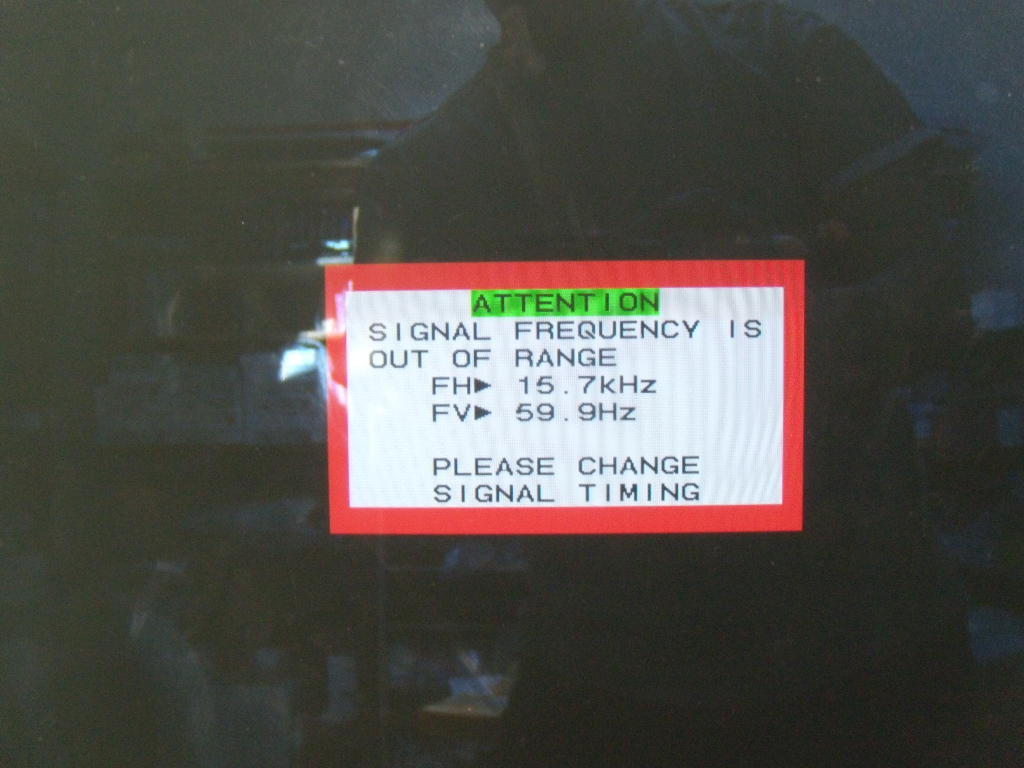 ATTENTION
SIGNAL FREQUENCY IS
OUT OF RANGE
FH► 15.7kHz
FV► 59.9Hz
PLEASE CHANGE
SIGNAL TIMING